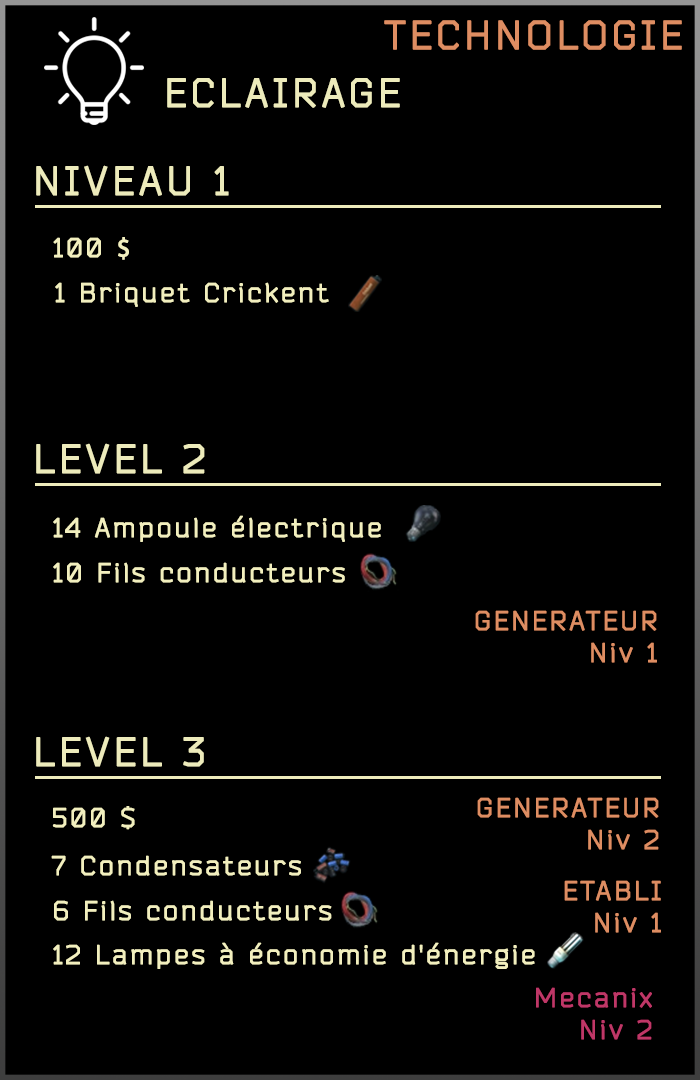 TECHNOLOGIE
ECLAIRAGE
NIVEAU 1
100 $
1 Briquet Crickent
LEVEL 2
14 Ampoule électrique
10 Fils conducteurs
GENERATEUR
Niv 1
LEVEL 3
500 $
7 Condensateurs
6 Fils conducteurs
12 Lampes à économie d'énergie
GENERATEUR
Niv 2
ETABLI
Niv 1
Mecanix
Niv 2